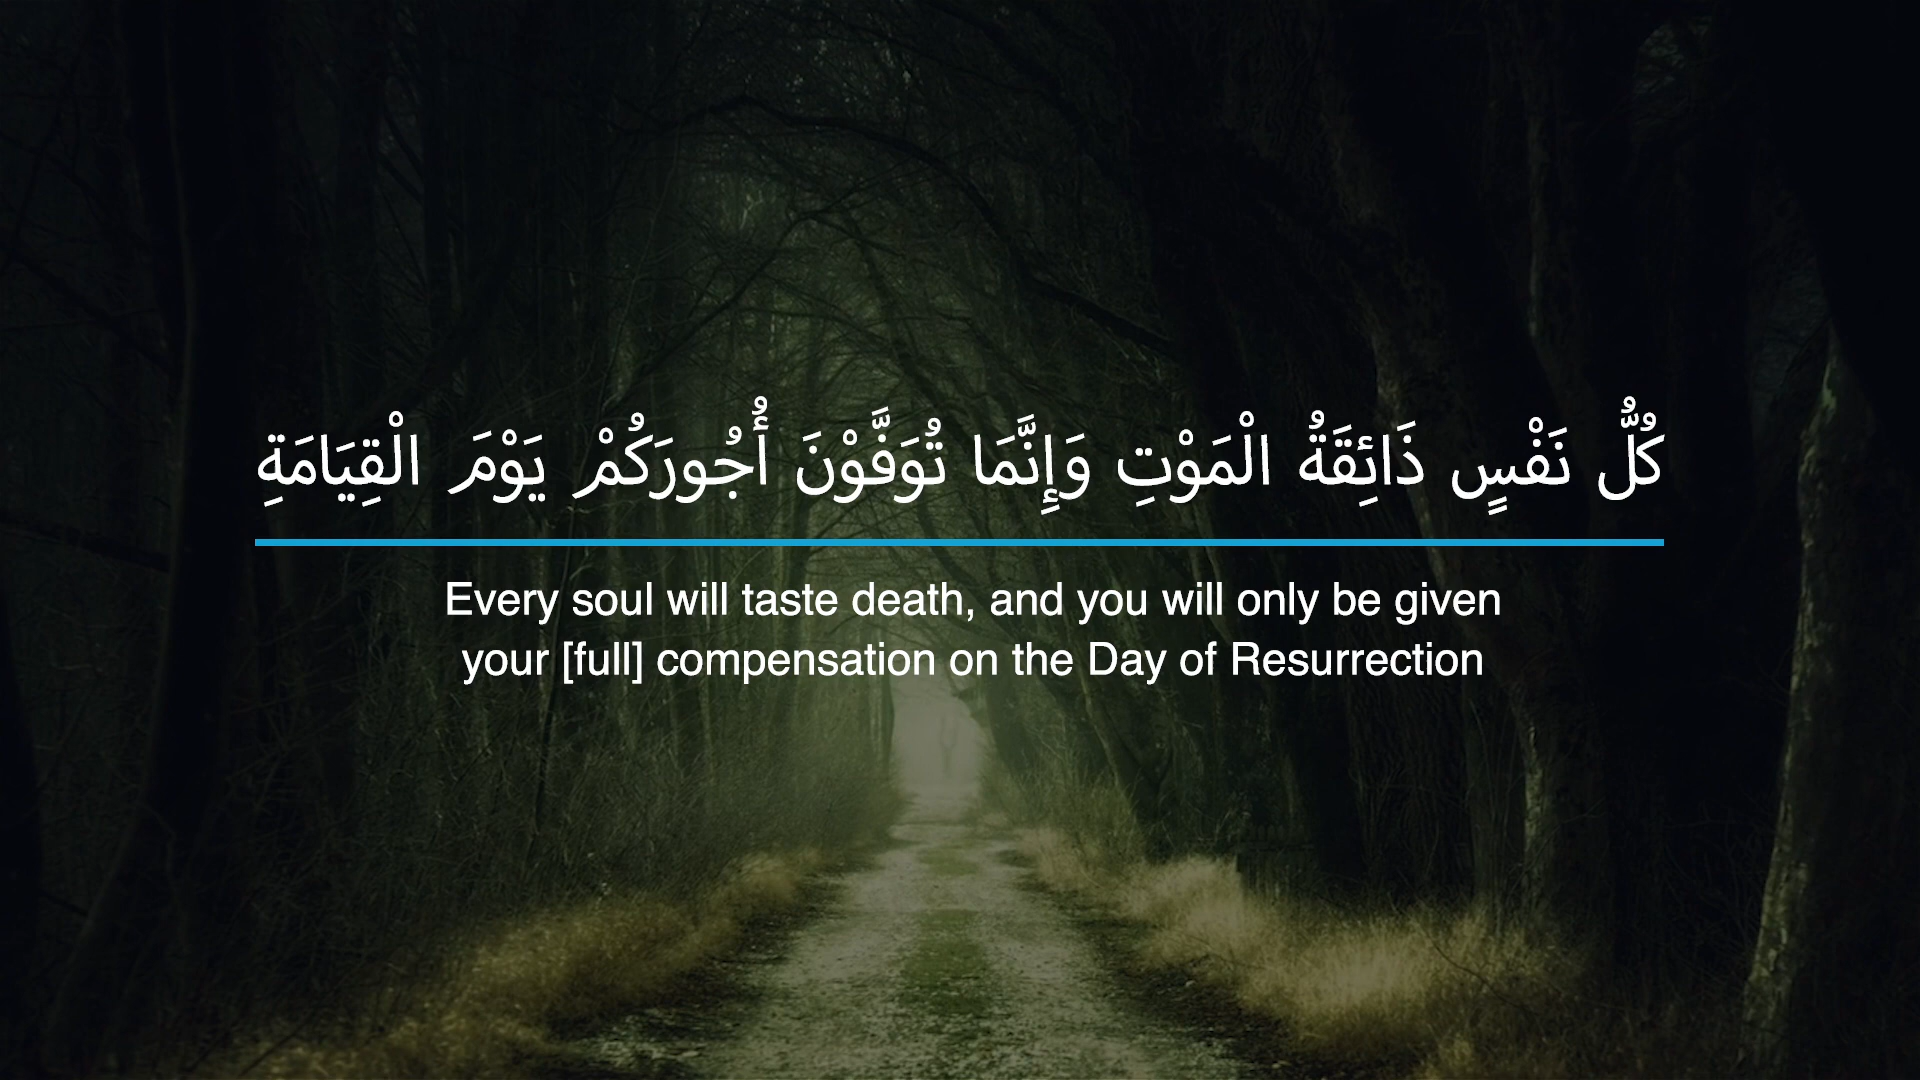 كُلُّ نَفْسٍ ذَائِقَةُ الْمَوْتِ وَإِنَّمَا تُوَفَّوْنَ أُجُورَكُمْ يَوْمَ الْقِيَامَةِ
Every soul will taste death, and you will only be given
your [full] compensation on the Day of Resurrection